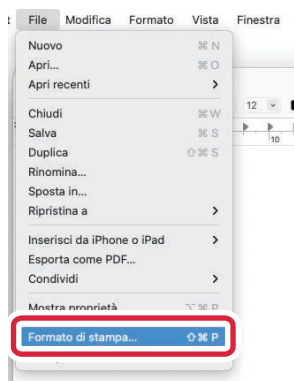 File Modifica Formato Vista Finestra
Nuovo ⌘ N
Apri... ⌘ O
Apri recenti >
12
Chiudi ⌘ W
Salva ⌘ S
10
Duplica ⇧ ⌘ S
Rinomina...
Sposta in...
Ripristina a >
Inserisci da iPhone o iPad >
Esporta come PDF...
Condividi >
Mostra proprietà ⌥ ⌘ P
Formato di stampa... ⇧ ⌘ P